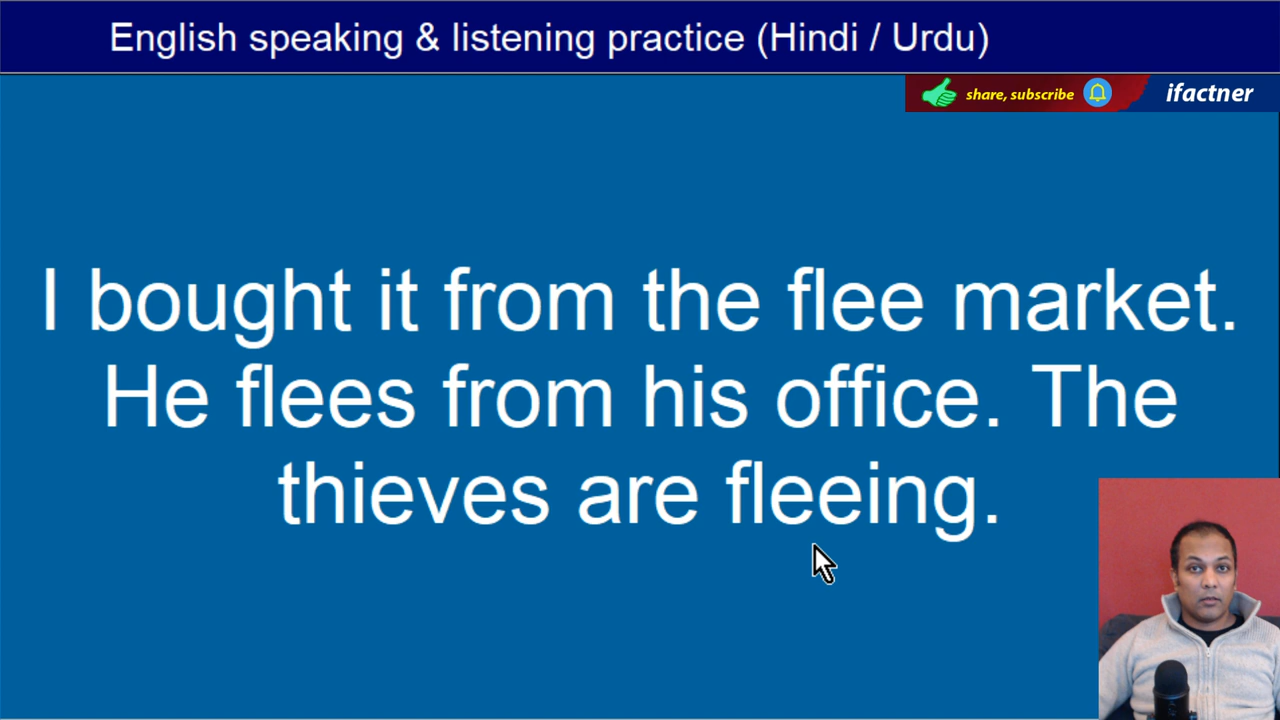 English speaking & listening practice (Hindi / Urdu)
share, subscribe
ifactner
I bought it from the flee market.
He flees from his office. The
thieves are fleeing.